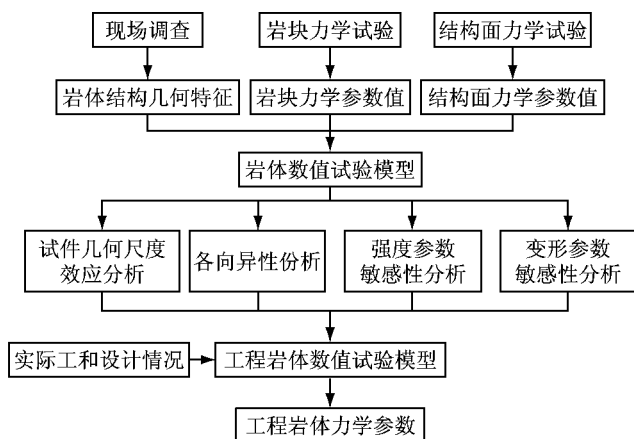 现场调查
岩块力学试验
结构面力学试验
岩体结构几何特征
岩块力学参数值
结构面力学参数值
岩体数值试验模型
试件几何尺度
效应分析
各向异性份析
强度参数
敏感性分析
变形参数
敏感性分析
实际工和设计情况
工程岩体数值试验模型
工程岩体力学参数